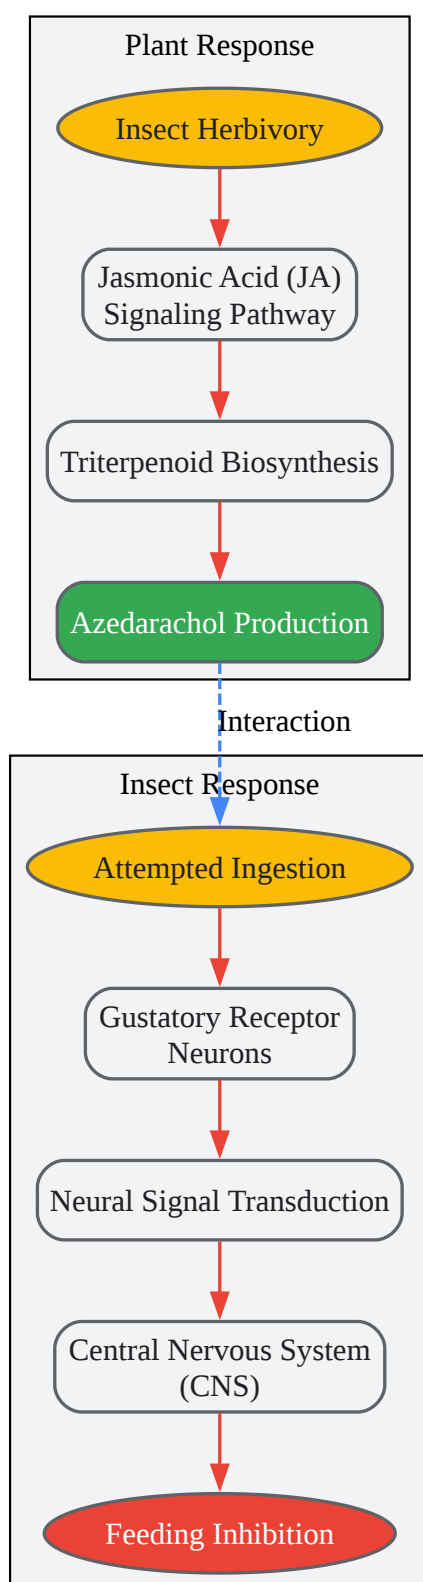 Plant Response
Insect Herbivory
Jasmonic Acid (JA)
Signaling Pathway
Triterpenoid Biosynthesis
Azedarachol Production
Interaction
Insect Response
Attempted Ingestion
Gustatory Receptor
Neurons
Neural Signal Transduction
Central Nervous System
(CNS)
Feeding Inhibition